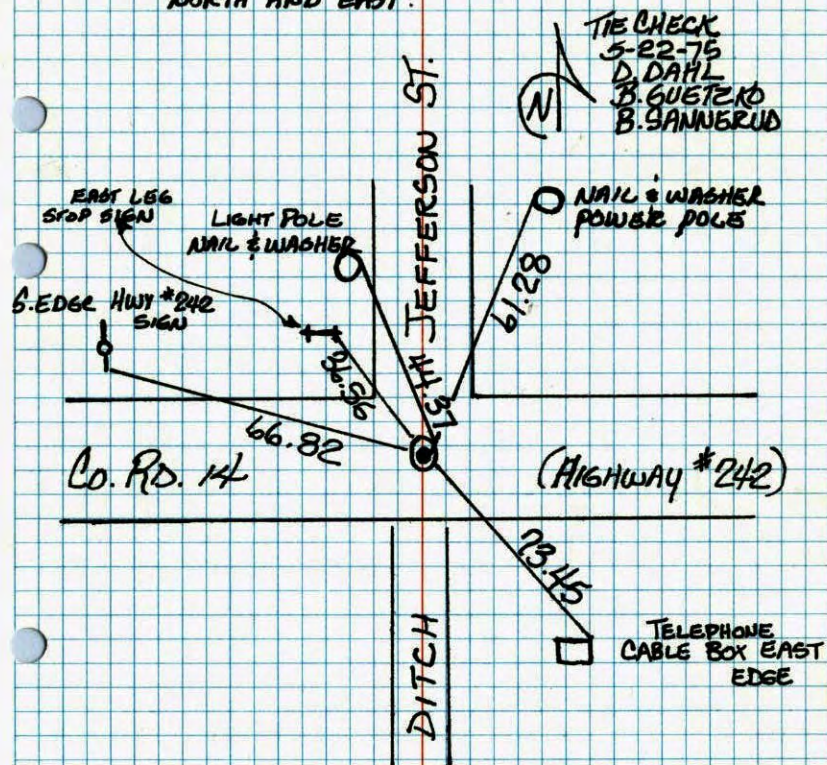 NORTH AND EAST.
TIE CHECK
5-22-75
D. DAHL
B. GUETZKO
B. SANNERUD
N
JEFFERSON ST.
EAST LEG
STOP SIGN
LIGHT POLE
NAIL & WASHER
NAIL & WASHER
POWER POLE
S. EDGE HWY #242
SIGN
61.28
36.56
66.82
CO. RD. 14
(HIGHWAY #242)
73.45
DITCH
TELEPHONE
CABLE BOX EAST
EDGE